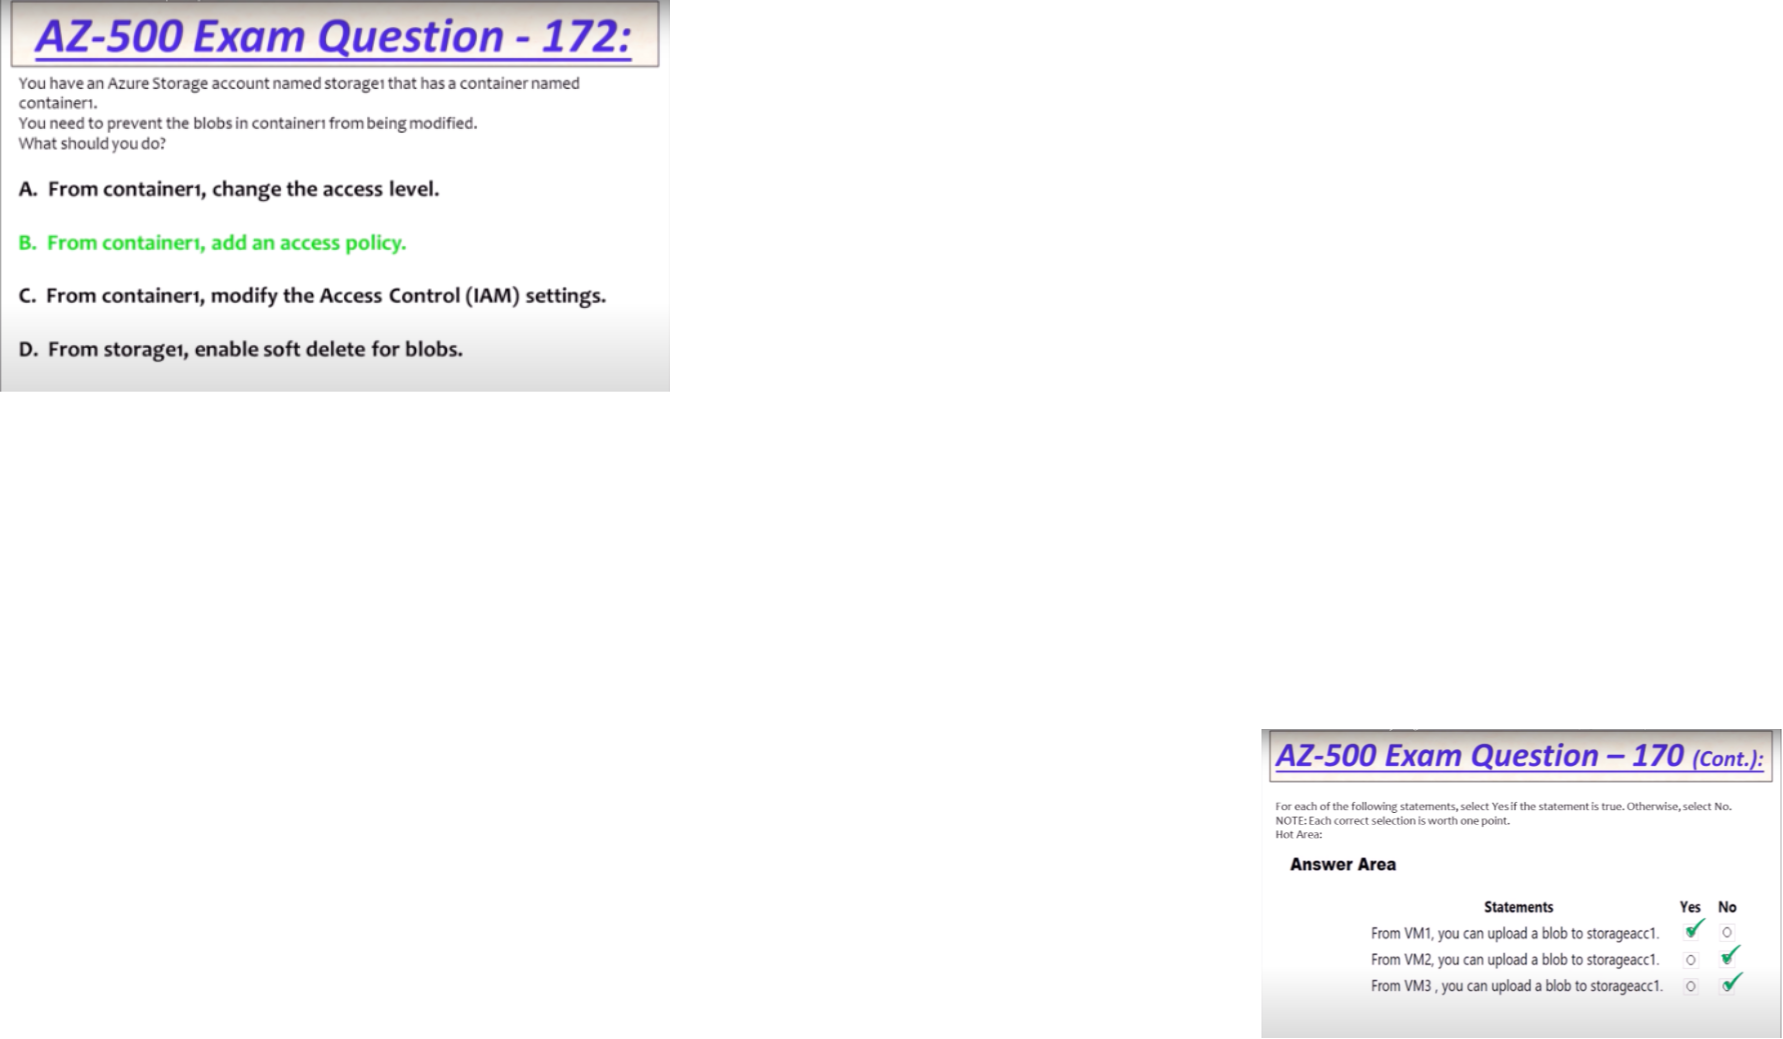 AZ-500 Exam Question - 172:
You have an Azure Storage account named storage1 that has a container named
container1.
You need to prevent the blobs in container1 from being modified.
What should you do?
A. From container1, change the access level.
B. From container1, add an access policy.
C. From container1, modify the Access Control (IAM) settings.
D. From storage1, enable soft delete for blobs.
AZ-500 Exam Question – 170 (Cont.):
For each of the following statements, select Yes if the statement is true. Otherwise, select No.
NOTE: Each correct selection is worth one point.
Hot Area:
Answer Area
Statements Yes No
From VM1, you can upload a blob to storageacc1.
From VM2, you can upload a blob to storageacc1.
From VM3 , you can upload a blob to storageacc1.